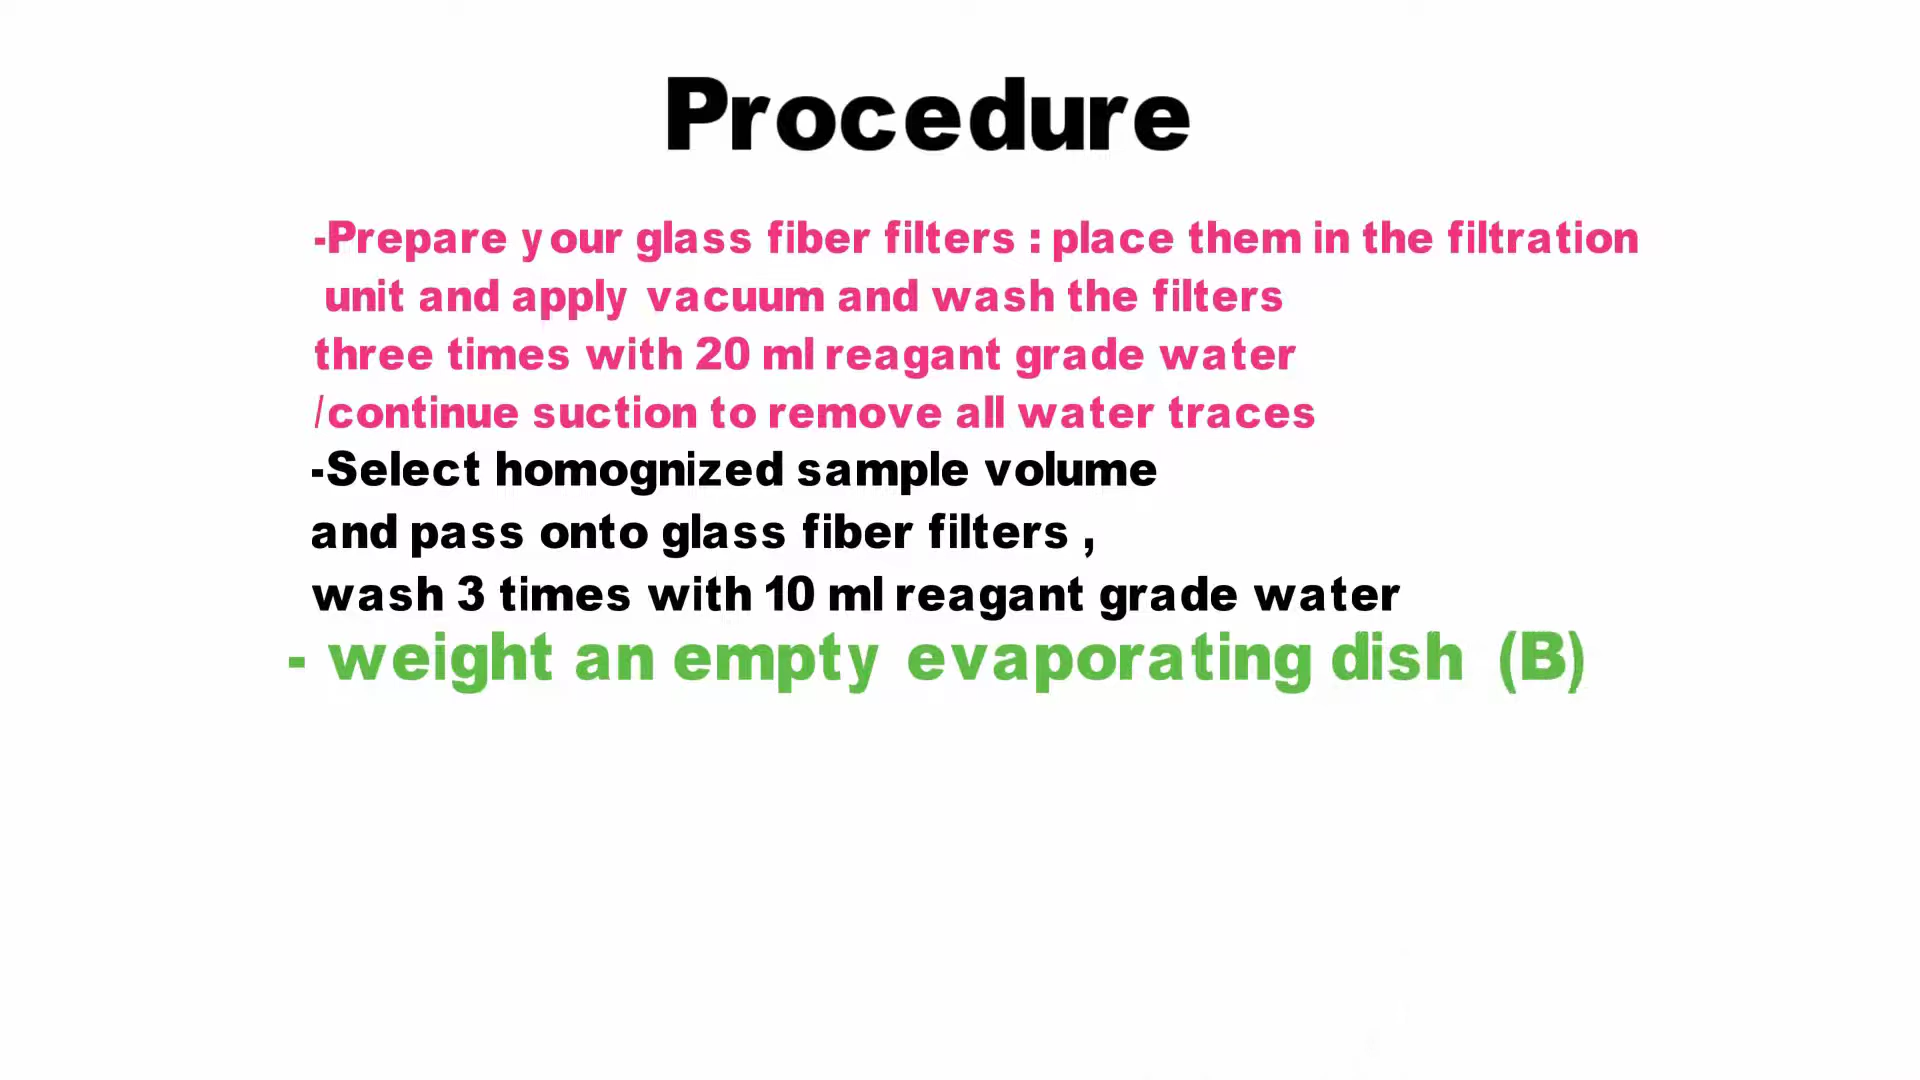 Procedure
-Prepare your glass fiber filters : place them in the filtration
unit and apply vacuum and wash the filters
three times with 20 ml reagant grade water
/continue suction to remove all water traces
-Select homognized sample volume
and pass onto glass fiber filters ,
wash 3 times with 10 ml reagant grade water
- weight an empty evaporating dish (B)